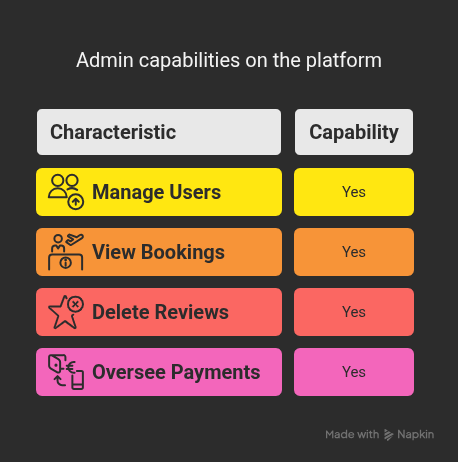 Admin capabilities on the platform
Characteristic Capability
Manage Users Yes
View Bookings Yes
Delete Reviews Yes
Oversee Payments Yes
Made with Napkin